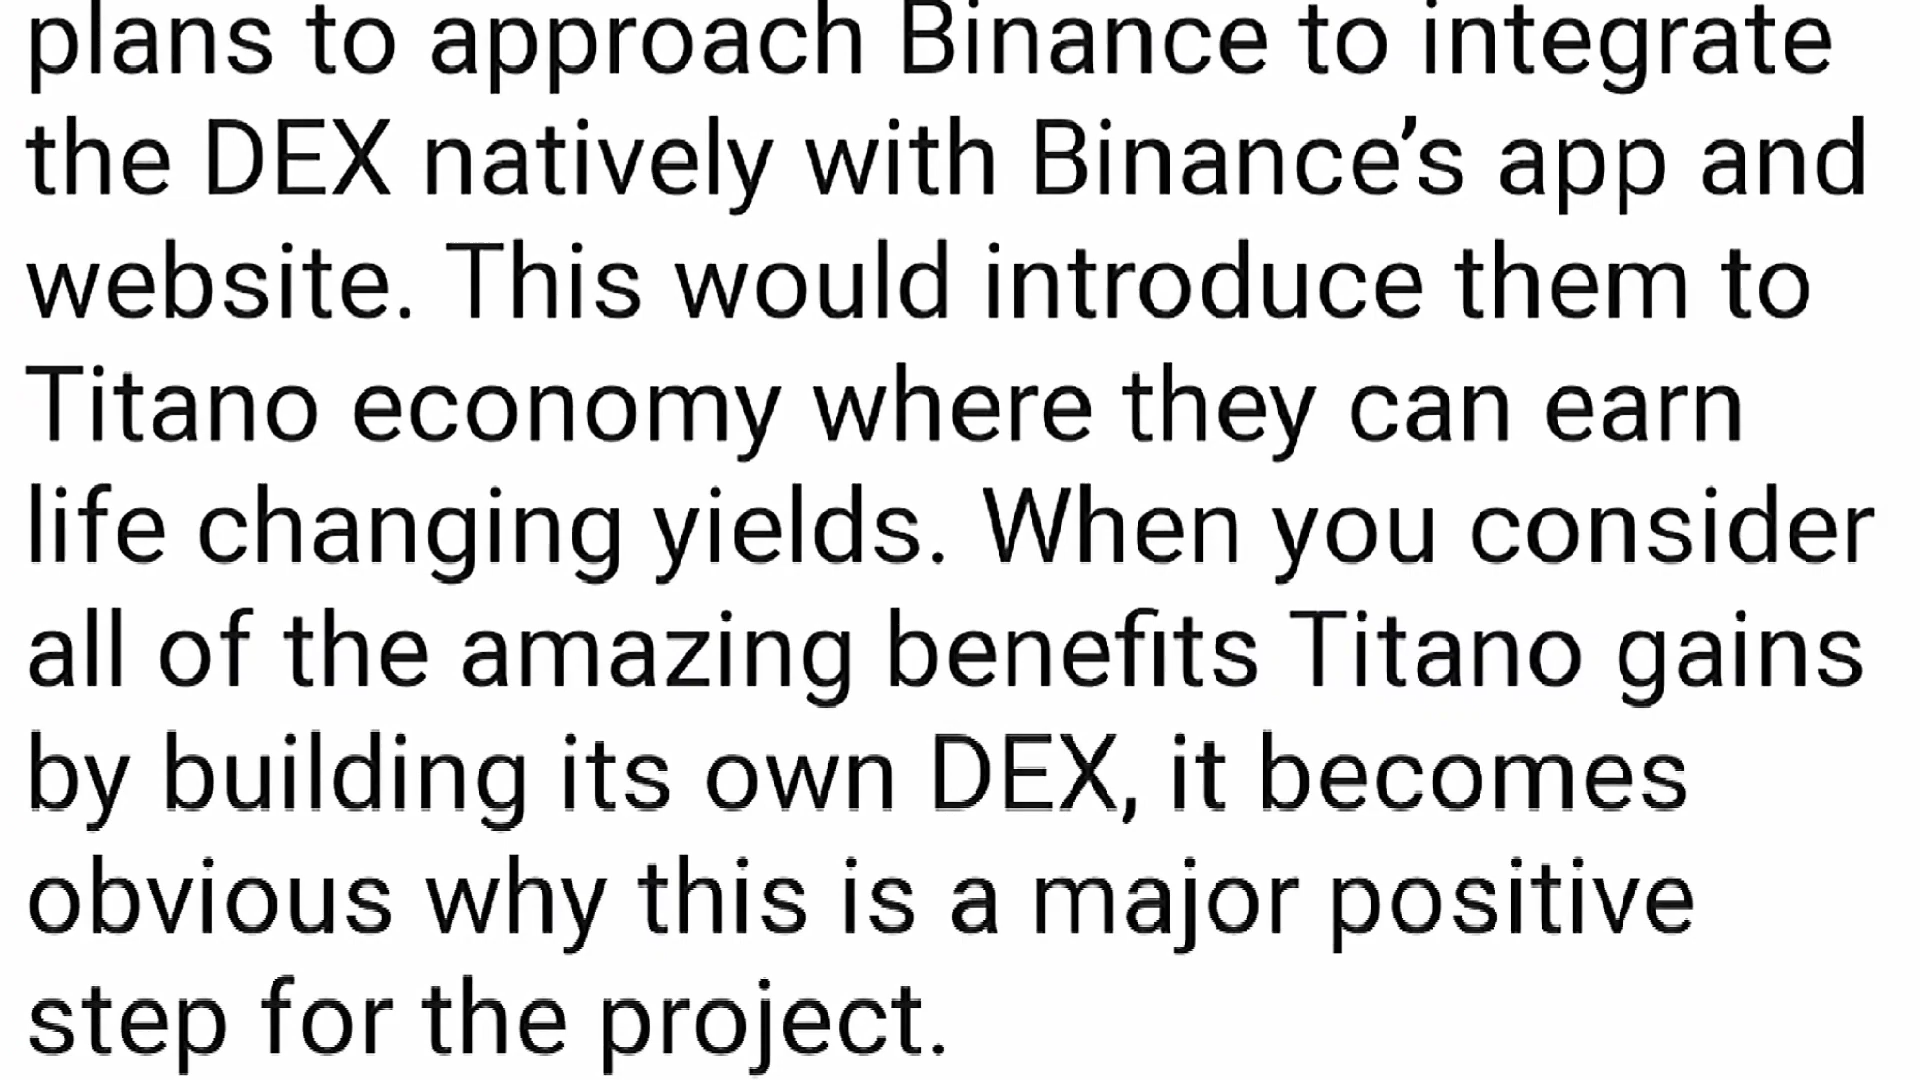 plans to approach Binance to integrate
the DEX natively with Binance’s app and
website. This would introduce them to
Titano economy where they can earn
life changing yields. When you consider
all of the amazing benefits Titano gains
by building its own DEX, it becomes
obvious why this is a major positive
step for the project.